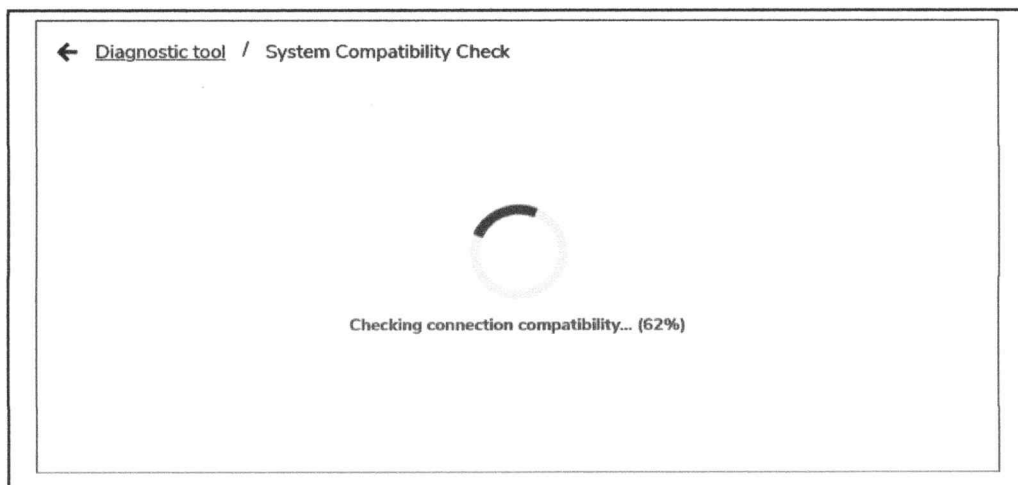 ← Diagnostic tool / System Compatibility Check
Checking connection compatibility... (62%)